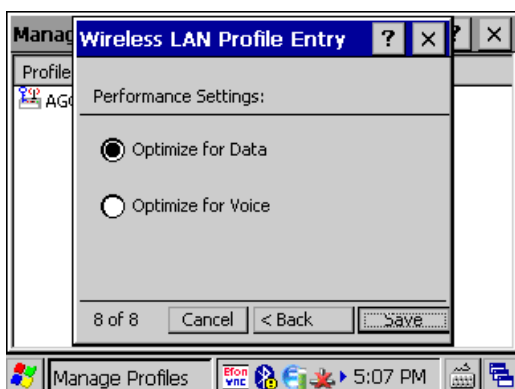 Manag
Wireless LAN Profile Entry ? ×
? ×
Profile
AGC
Performance Settings:
Optimize for Data
Optimize for Voice
8 of 8 Cancel < Back Save
Manage Profiles Efon VNC 5:07 PM